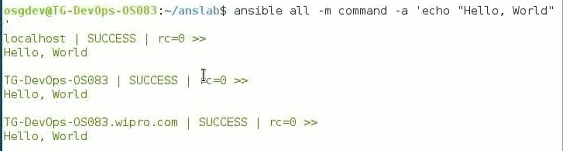 osgdev@TG-DevOps-OS083:~/anslab$ ansible all -m command -a 'echo "Hello, World"
'
localhost | SUCCESS | rc=0 >>
Hello, World
TG-DevOps-OS083 | SUCCESS | rc=0 >>
Hello, World
TG-DevOps-OS083.wipro.com | SUCCESS | rc=0 >>
Hello, World